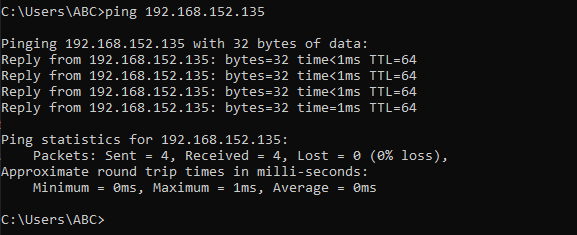 C:\Users\ABC>ping 192.168.152.135
Pinging 192.168.152.135 with 32 bytes of data:
Reply from 192.168.152.135: bytes=32 time<1ms TTL=64
Reply from 192.168.152.135: bytes=32 time<1ms TTL=64
Reply from 192.168.152.135: bytes=32 time<1ms TTL=64
Reply from 192.168.152.135: bytes=32 time=1ms TTL=64
Ping statistics for 192.168.152.135:
    Packets: Sent = 4, Received = 4, Lost = 0 (0% loss),
Approximate round trip times in milli-seconds:
    Minimum = 0ms, Maximum = 1ms, Average = 0ms
C:\Users\ABC>